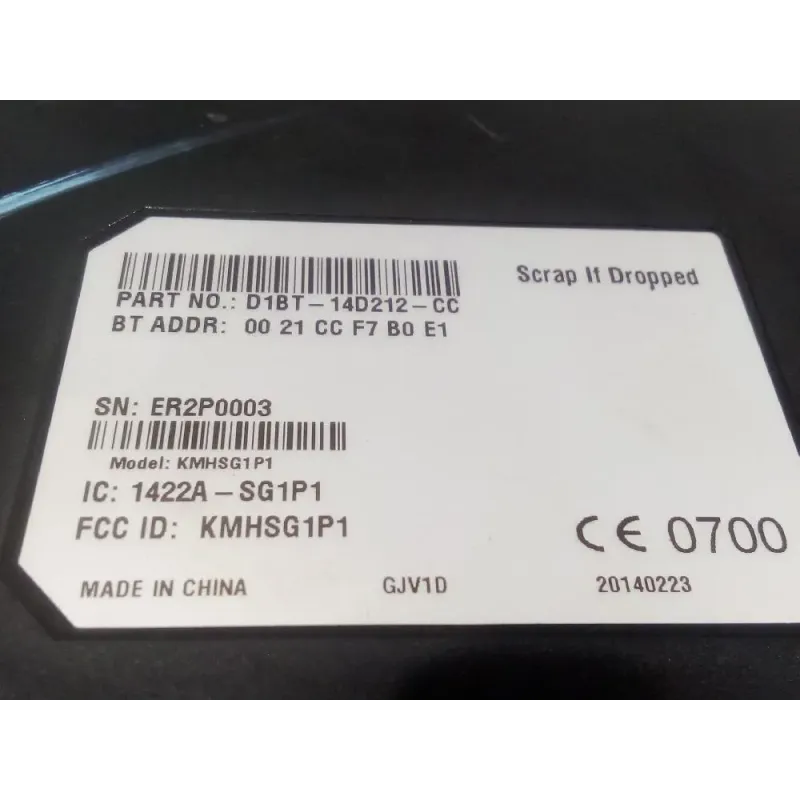 Scrap If Dropped
PART NO.: D1BT-14D212-CC
BT ADDR: 00 21 CC F7 B0 E1
SN: ER2P0003
Model: KMHSG1P1
IC: 1422A-SG1P1
FCC ID: KMHSG1P1
CE 0700
MADE IN CHINA GJV1D 20140223